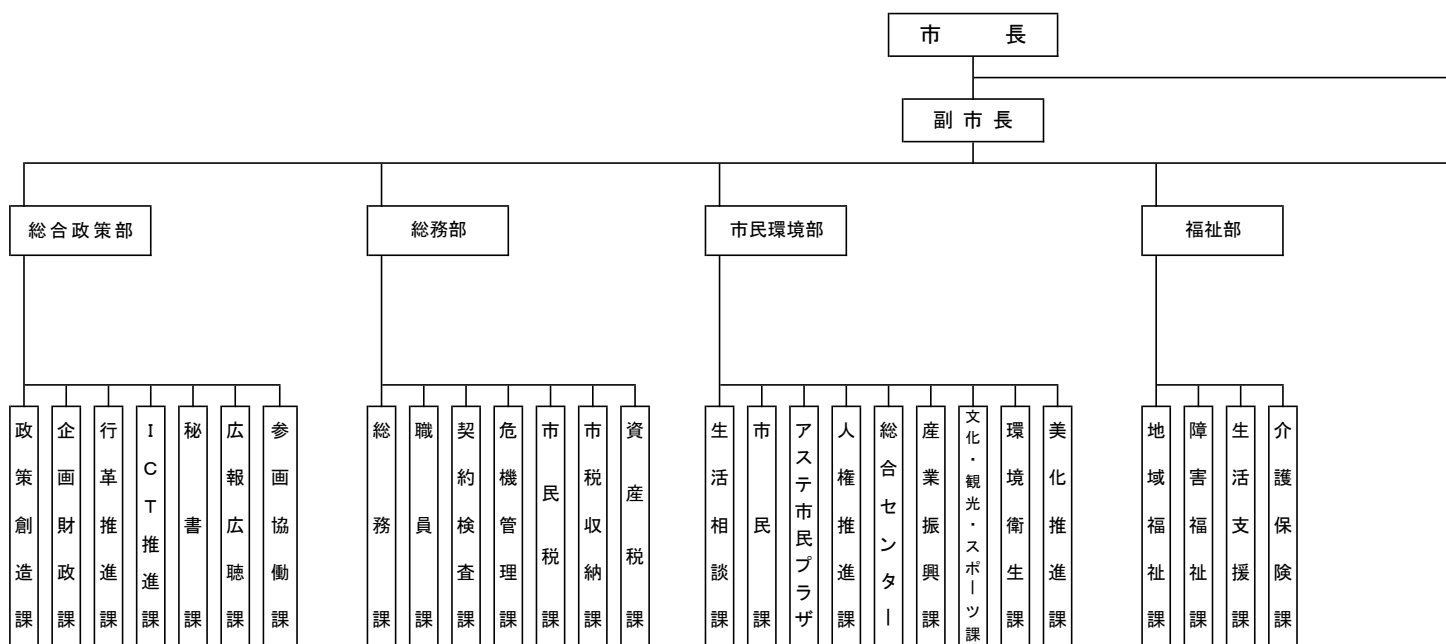 市長
副市長
総合政策部
総務部
市民環境部
福祉部
政策創造課
企画財政課
行革推進課
ICT推進課
秘書課
広報広聴課
参画協働課
総務課
職員課
契約検査課
危機管理課
市民税課
市税収納課
資産税課
生活相談課
市民課
アステ市民プラザ
人権推進課
総合センター
産業振興課
文化・観光・スポーツ課
環境衛生課
美化推進課
地域福祉課
障害福祉課
生活支援課
介護保険課